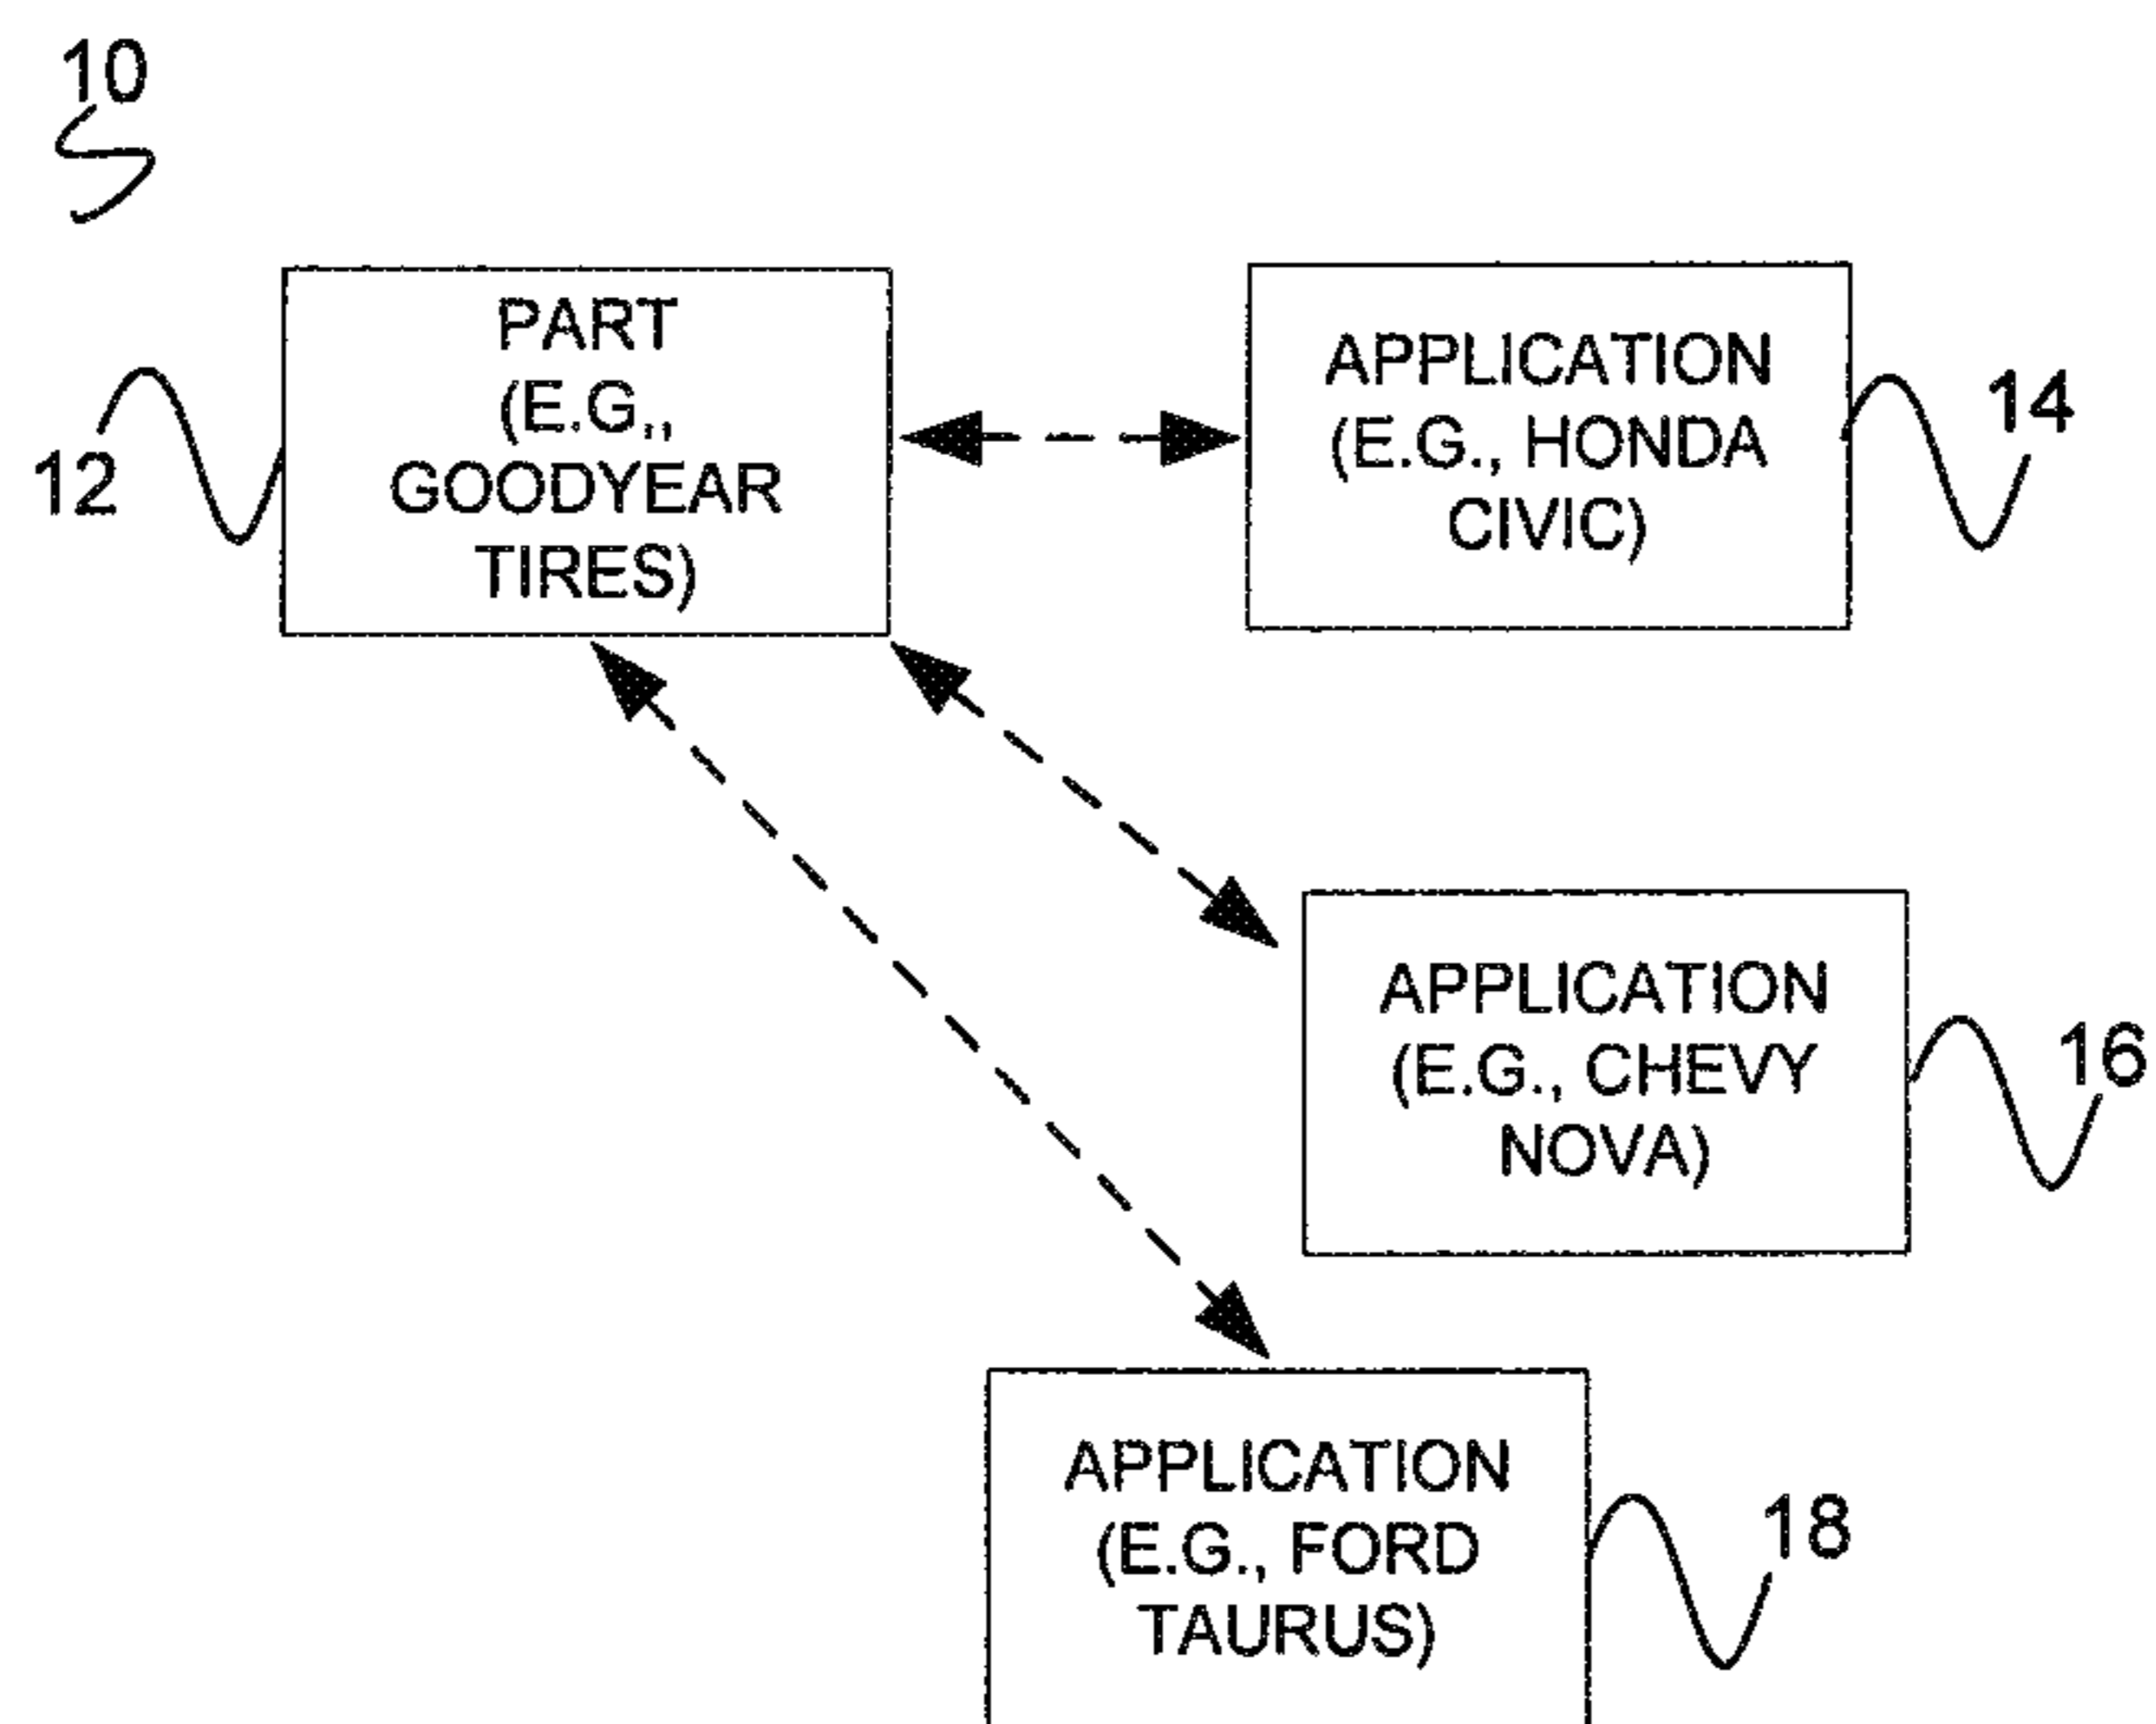 10
PART
(E.G.,
GOODYEAR
TIRES)
12
APPLICATION
(E.G., HONDA
CIVIC)
14
APPLICATION
(E.G., CHEVY
NOVA)
16
APPLICATION
(E.G., FORD
TAURUS)
18